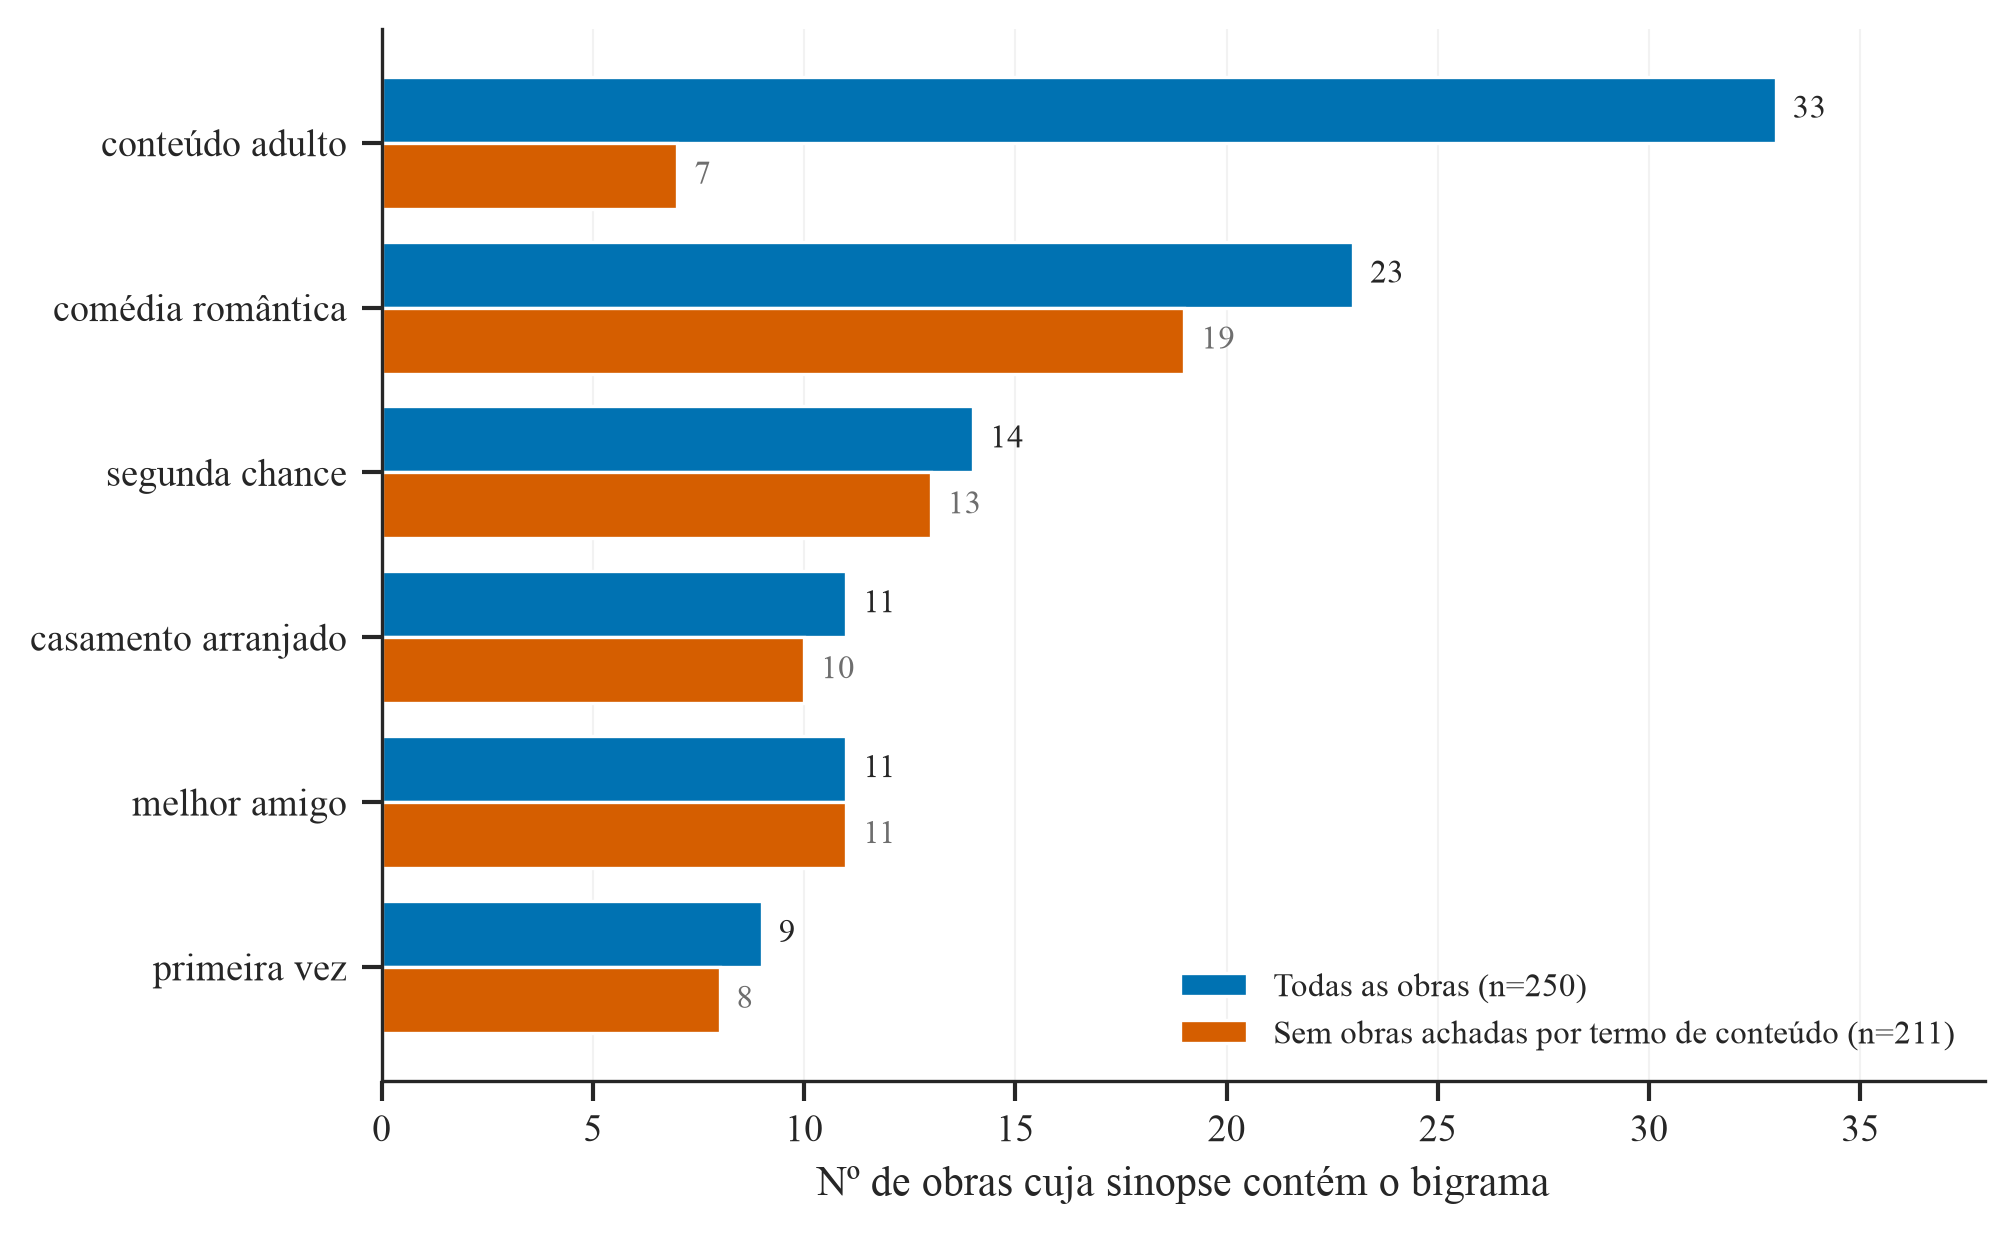 conteúdo adulto
33
7
comédia romântica
23
19
segunda chance
14
13
casamento arranjado
11
10
melhor amigo
11
11
primeira vez
9
8
Todas as obras (n=250)
Sem obras achadas por termo de conteúdo (n=211)
0 5 10 15 20 25 30 35
Nº de obras cuja sinopse contém o bigrama